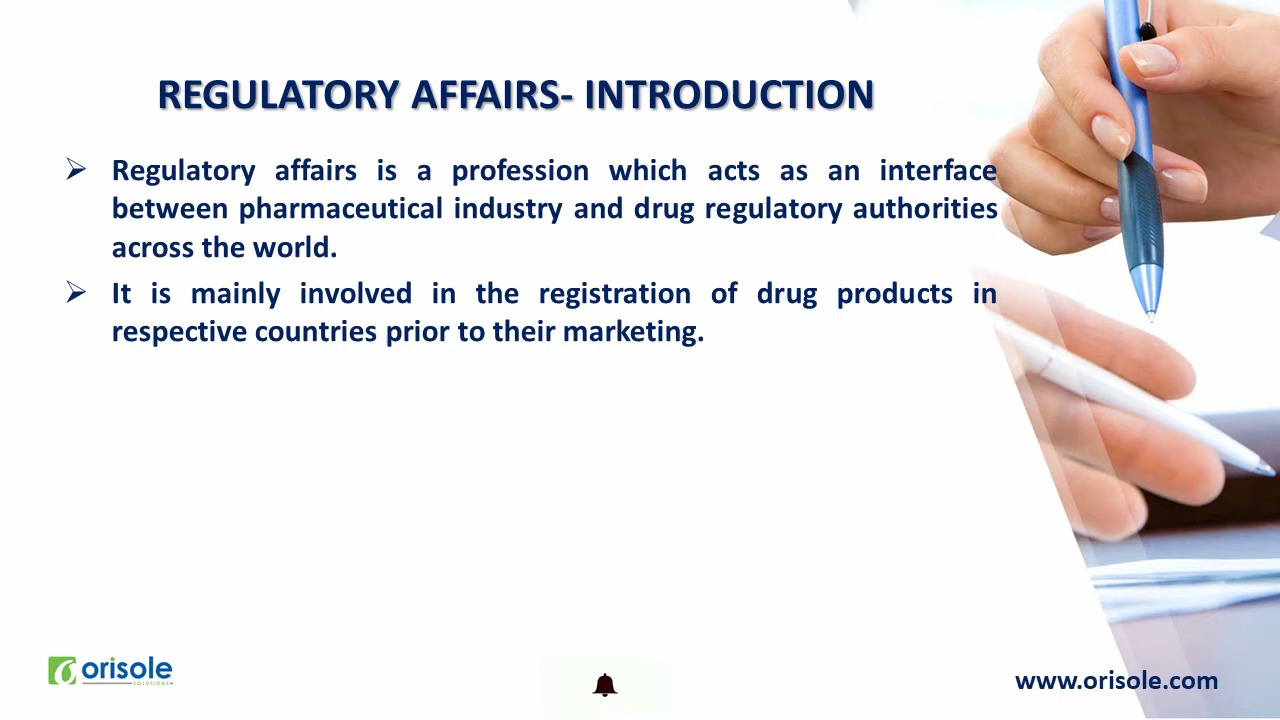 REGULATORY AFFAIRS- INTRODUCTION
Regulatory affairs is a profession which acts as an interface
between pharmaceutical industry and drug regulatory authorities
across the world.
It is mainly involved in the registration of drug products in
respective countries prior to their marketing.
orisole
SOLUTIONS
www.orisole.com